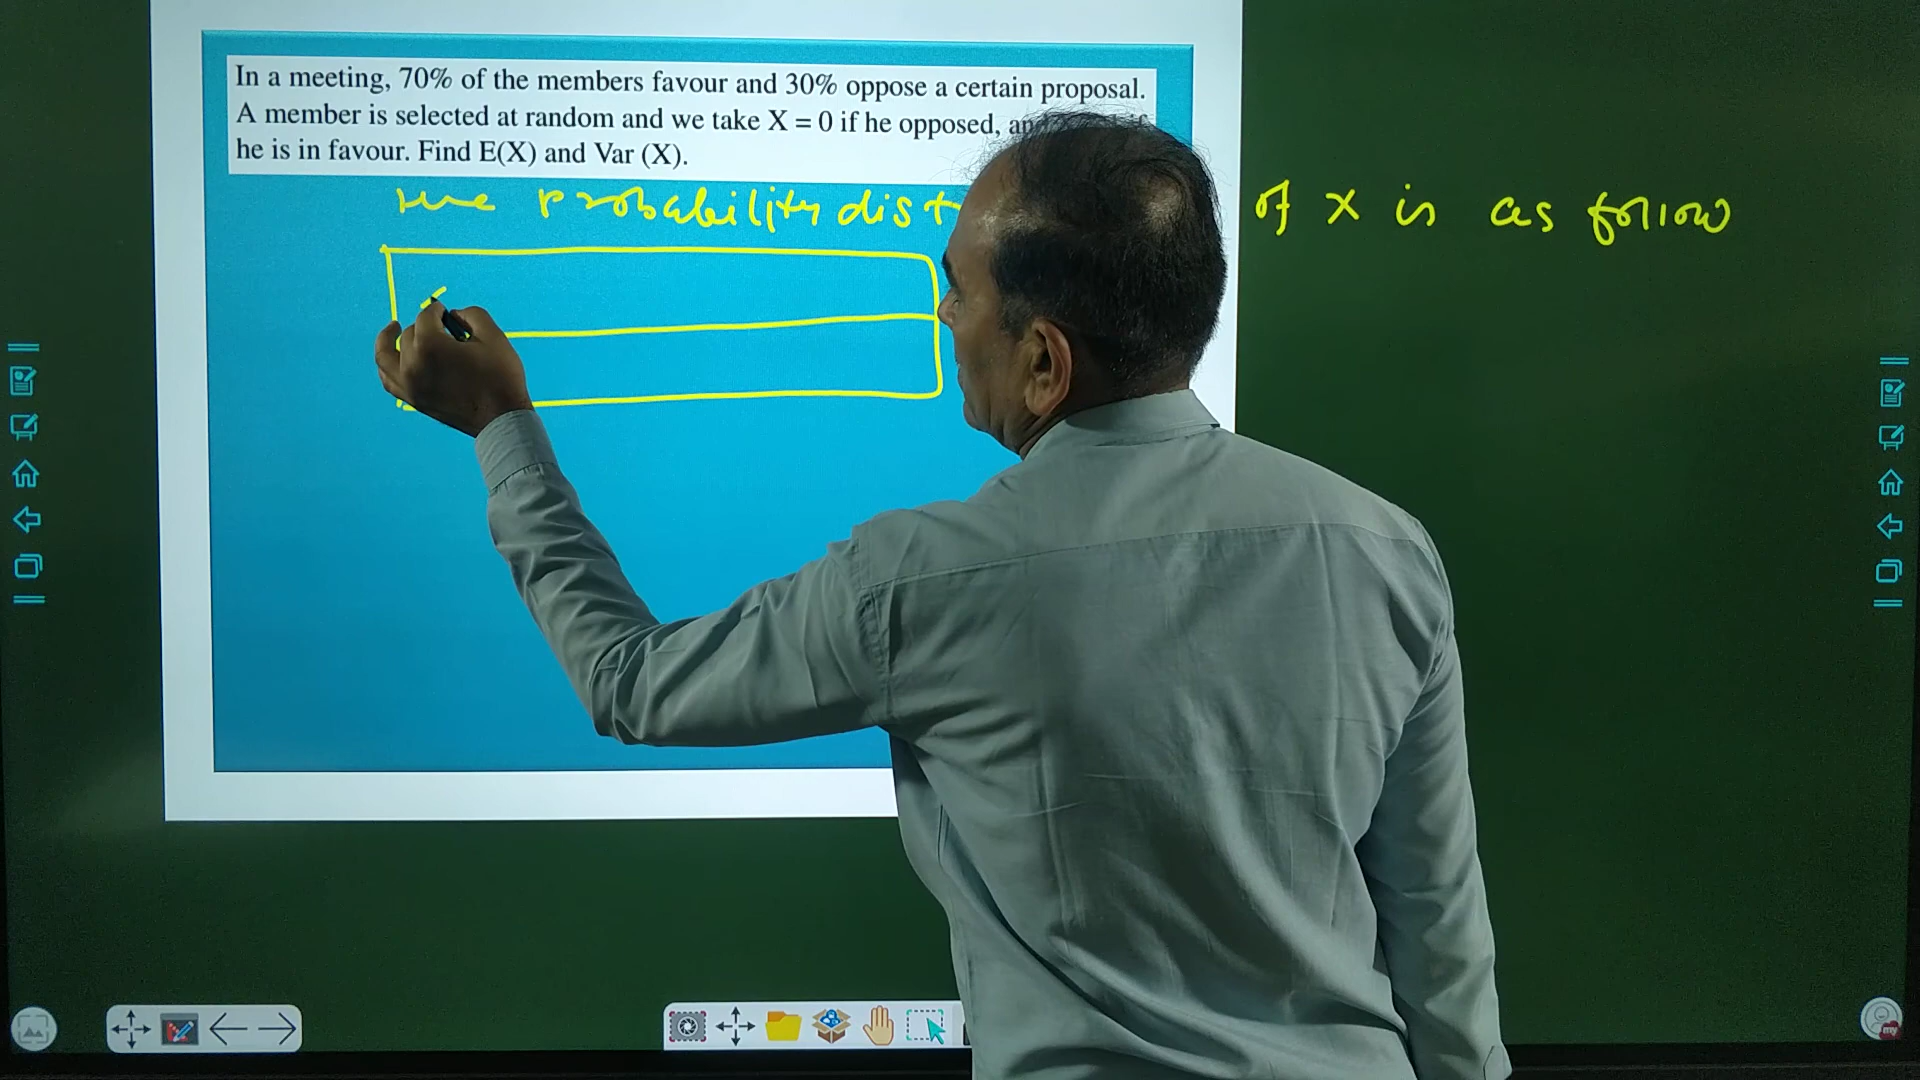 In a meeting, 70% of the members favour and 30% oppose a certain proposal.
A member is selected at random and we take X = 0 if he opposed, an
he is in favour. Find E(X) and Var (X).
The probability dist of X is as follow
my